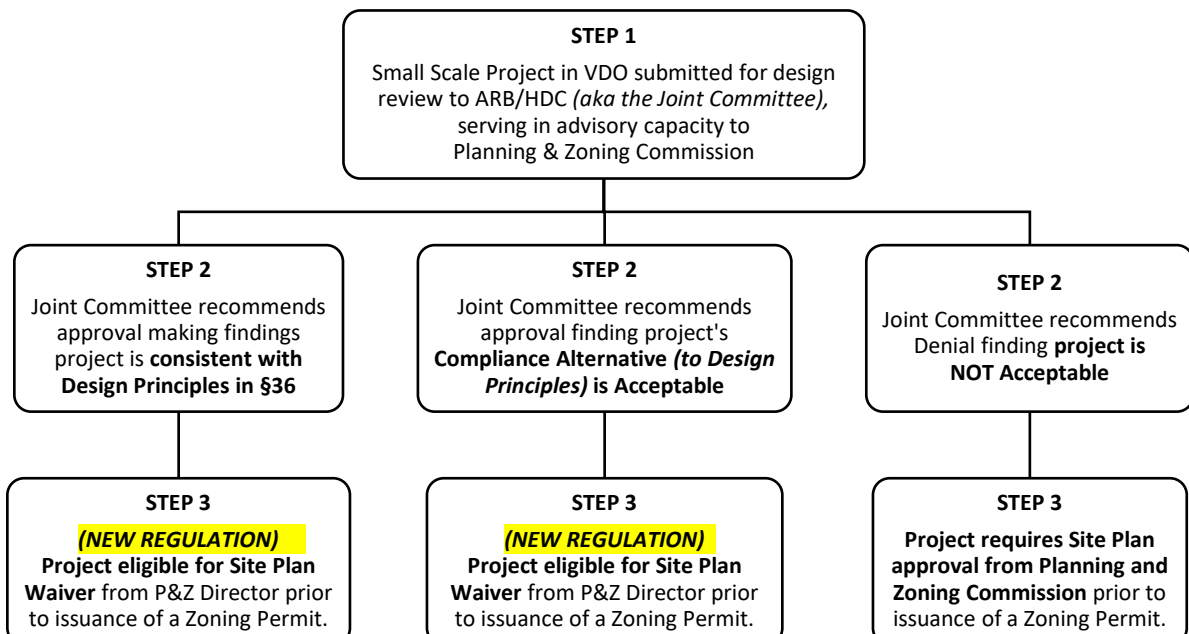 STEP 1
Small Scale Project in VDO submitted for design
review to ARB/HDC (aka the Joint Committee),
serving in advisory capacity to
Planning & Zoning Commission
STEP 2
Joint Committee recommends
approval making findings
project is consistent with
Design Principles in §36
STEP 2
Joint Committee recommends
approval finding project's
Compliance Alternative (to Design
Principles) is Acceptable
STEP 2
Joint Committee recommends
Denial finding project is
NOT Acceptable
STEP 3
(NEW REGULATION)
Project eligible for Site Plan
Waiver from P&Z Director prior
to issuance of a Zoning Permit.
STEP 3
(NEW REGULATION)
Project eligible for Site Plan
Waiver from P&Z Director prior
to issuance of a Zoning Permit.
STEP 3
Project requires Site Plan
approval from Planning and
Zoning Commission prior to
issuance of a Zoning Permit.